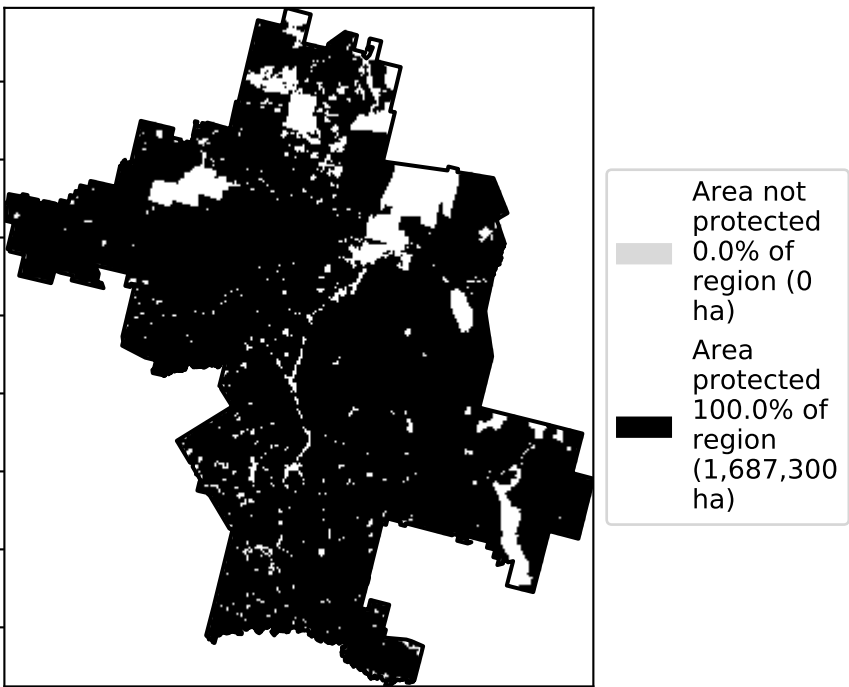 Area not
protected
0.0% of
region (0
ha)
Area
protected
100.0% of
region
(1,687,300
ha)